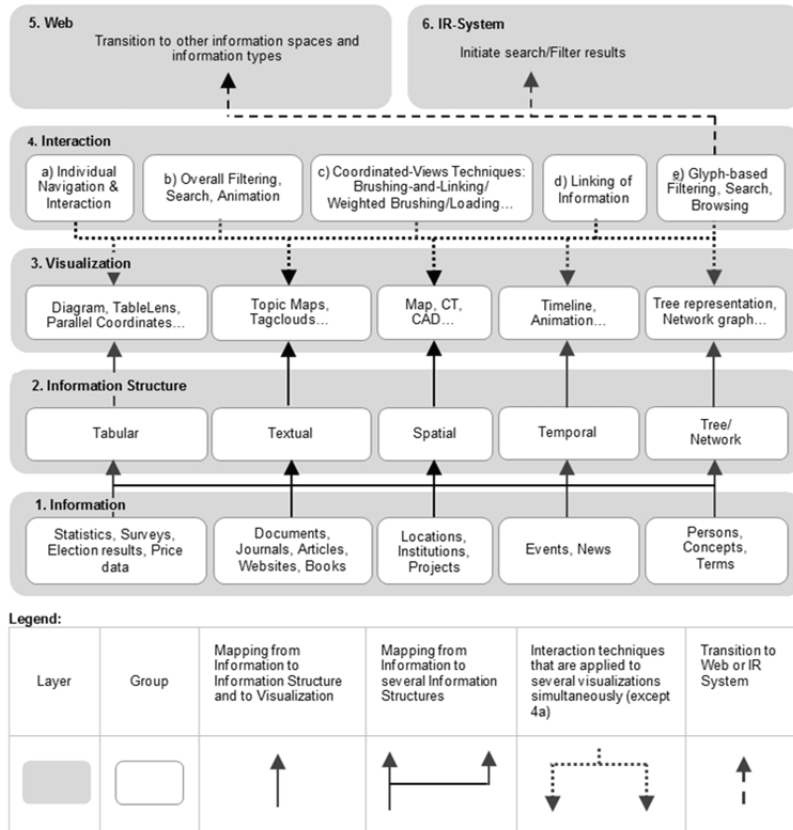 5. Web
Transition to other information spaces and
information types
6. IR-System
Initiate search/Filter results
4. Interaction
a) Individual
Navigation &
Interaction
b) Overall Filtering,
Search, Animation
c) Coordinated-Views Techniques:
Brushing-and-Linking/
Weighted Brushing/Loading…
d) Linking of
Information
e) Glyph-based
Filtering, Search,
Browsing
3. Visualization
Diagram, TableLens,
Parallel Coordinates…
Topic Maps,
Tagclouds…
Map, CT,
CAD…
Timeline,
Animation…
Tree representation,
Network graph…
2. Information Structure
Tabular
Textual
Spatial
Temporal
Tree/
Network
1. Information
Statistics, Surveys,
Election results, Price
data
Documents,
Journals, Articles,
Websites, Books
Locations,
Institutions,
Projects
Events, News
Persons,
Concepts,
Terms
Legend:
Layer
Group
Mapping from
Information to
Information Structure
and to Visualization
Mapping from
Information to
several Information
Structures
Interaction techniques
that are applied to
several visualizations
simultaneously (except
4a)
Transition to
Web or IR
System